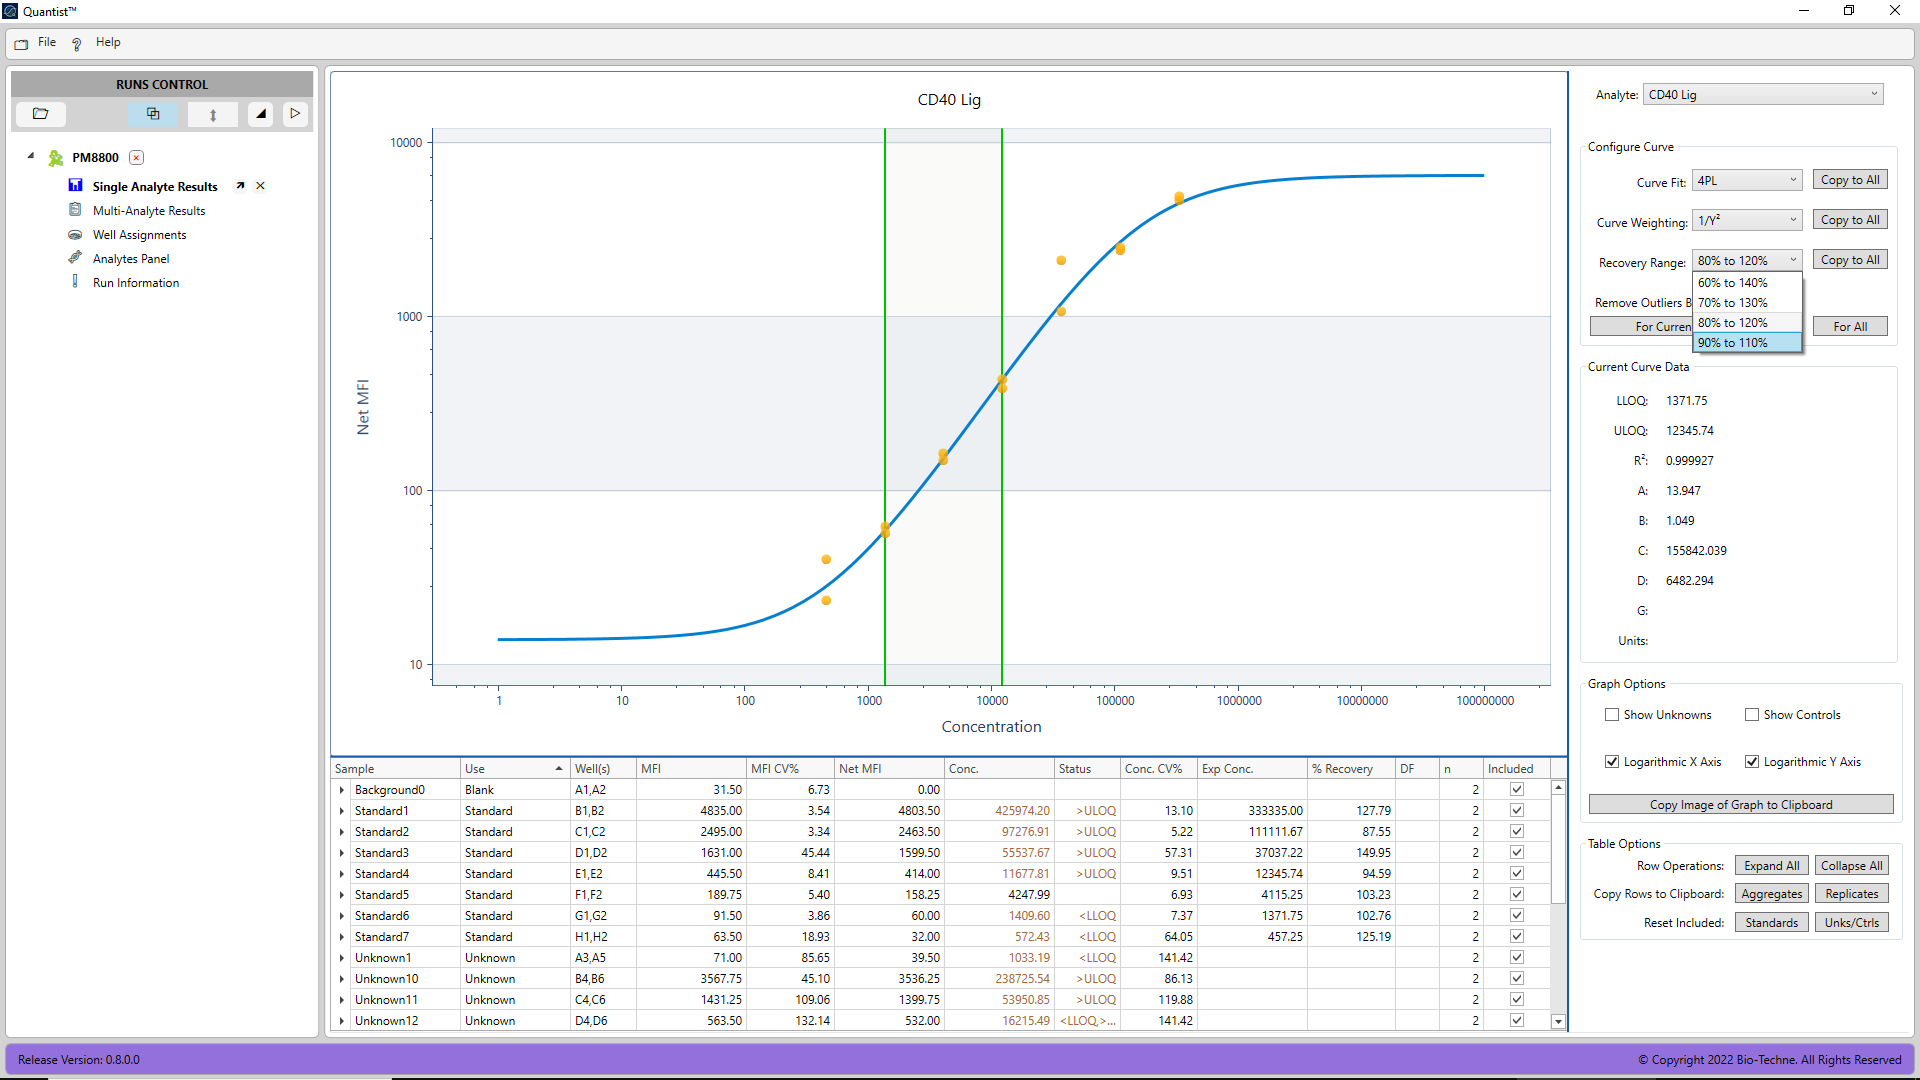 Quantist™
File Help
RUNS CONTROL
PM8800
Single Analyte Results
Multi-Analyte Results
Well Assignments
Analytes Panel
Run Information
CD40 Lig
10000
1000
100
10
Net MFI
1 10 100 1000 10000 100000 1000000 10000000 100000000
Concentration
Sample Use Well(s) MFI MFI CV% Net MFI Conc. Status Conc. CV% Exp Conc. % Recovery DF n Included
Background0 Blank A1,A2 31.50 6.73 0.00 2
Standard1 Standard B1,B2 4835.00 3.54 4803.50 425974.20 >ULOQ 13.10 333335.00 127.79 2
Standard2 Standard C1,C2 2495.00 3.34 2463.50 97276.91 >ULOQ 5.22 111111.67 87.55 2
Standard3 Standard D1,D2 1631.00 45.44 1599.50 55537.67 >ULOQ 57.31 37037.22 149.95 2
Standard4 Standard E1,E2 445.50 8.41 414.00 11677.81 >ULOQ 9.51 12345.74 94.59 2
Standard5 Standard F1,F2 189.75 5.40 158.25 4247.99 6.93 4115.25 103.23 2
Standard6 Standard G1,G2 91.50 3.86 60.00 1409.60 <LLOQ 7.37 1371.75 102.76 2
Standard7 Standard H1,H2 63.50 18.93 32.00 572.43 <LLOQ 64.05 457.25 125.19 2
Unknown1 Unknown A3,A5 71.00 85.65 39.50 1033.19 <LLOQ 141.42 2
Unknown10 Unknown B4,B6 3567.75 45.10 3536.25 238725.54 >ULOQ 86.13 2
Unknown11 Unknown C4,C6 1431.25 109.06 1399.75 53950.85 >ULOQ 119.88 2
Unknown12 Unknown D4,D6 563.50 132.14 532.00 16215.49 <LLOQ,>... 141.42 2
Analyte: CD40 Lig
Configure Curve
Curve Fit: 4PL Copy to All
Curve Weighting: 1/Y² Copy to All
Recovery Range: 80% to 120% Copy to All
60% to 140%
70% to 130%
80% to 120%
90% to 110%
Remove Outliers B
For Curren For All
Current Curve Data
LLOQ: 1371.75
ULOQ: 12345.74
R²: 0.999927
A: 13.947
B: 1.049
C: 155842.039
D: 6482.294
G:
Units:
Graph Options
Show Unknowns Show Controls
Logarithmic X Axis Logarithmic Y Axis
Copy Image of Graph to Clipboard
Table Options
Row Operations: Expand All Collapse All
Copy Rows to Clipboard: Aggregates Replicates
Reset Included: Standards Unks/Ctrls
Release Version: 0.8.0.0
© Copyright 2022 Bio-Techne. All Rights Reserved